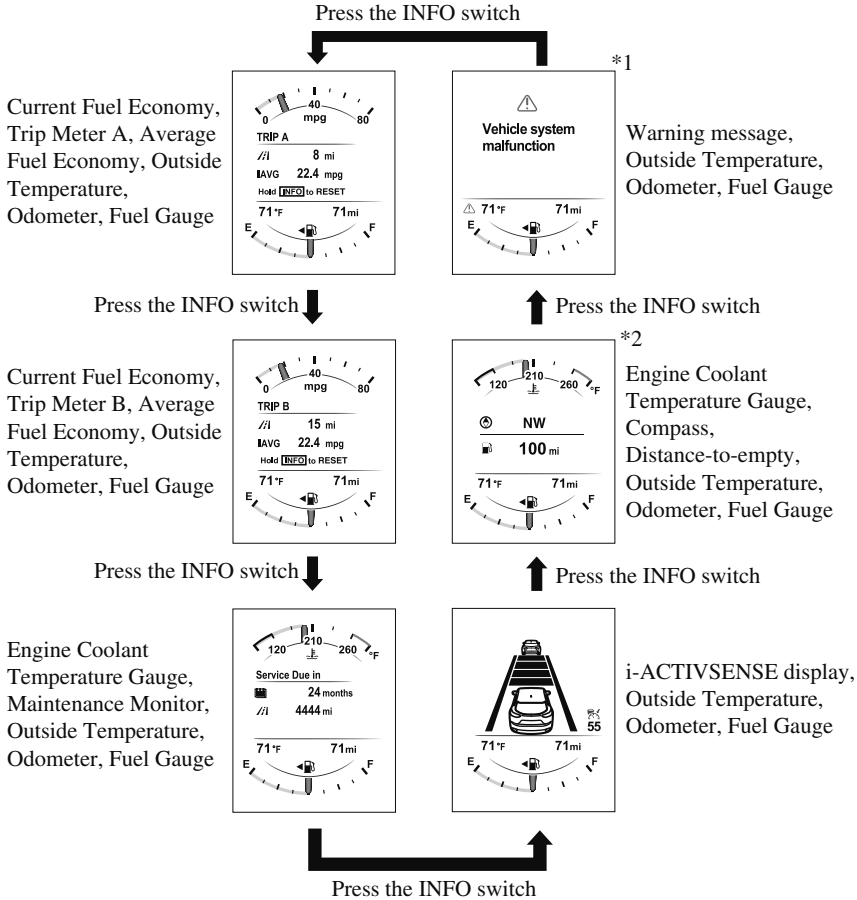 Press the INFO switch
Current Fuel Economy,
Trip Meter A, Average
Fuel Economy, Outside
Temperature,
Odometer, Fuel Gauge
0 40 80
mpg
TRIP A
8 mi
AVG 22.4 mpg
Hold INFO to RESET
71°F 71mi
E F
*1
Vehicle system
malfunction
71°F 71mi
E F
Warning message,
Outside Temperature,
Odometer, Fuel Gauge
Press the INFO switch
Press the INFO switch
Current Fuel Economy,
Trip Meter B, Average
Fuel Economy, Outside
Temperature,
Odometer, Fuel Gauge
0 40 80
mpg
TRIP B
15 mi
AVG 22.4 mpg
Hold INFO to RESET
71°F 71mi
E F
*2
120 210 260 °F
NW
100 mi
71°F 71mi
E F
Engine Coolant
Temperature Gauge,
Compass,
Distance-to-empty,
Outside Temperature,
Odometer, Fuel Gauge
Press the INFO switch
Press the INFO switch
Engine Coolant
Temperature Gauge,
Maintenance Monitor,
Outside Temperature,
Odometer, Fuel Gauge
120 210 260 °F
Service Due in
24 months
4444 mi
71°F 71mi
E F
55
71°F 71mi
E F
i-ACTIVSENSE display,
Outside Temperature,
Odometer, Fuel Gauge
Press the INFO switch